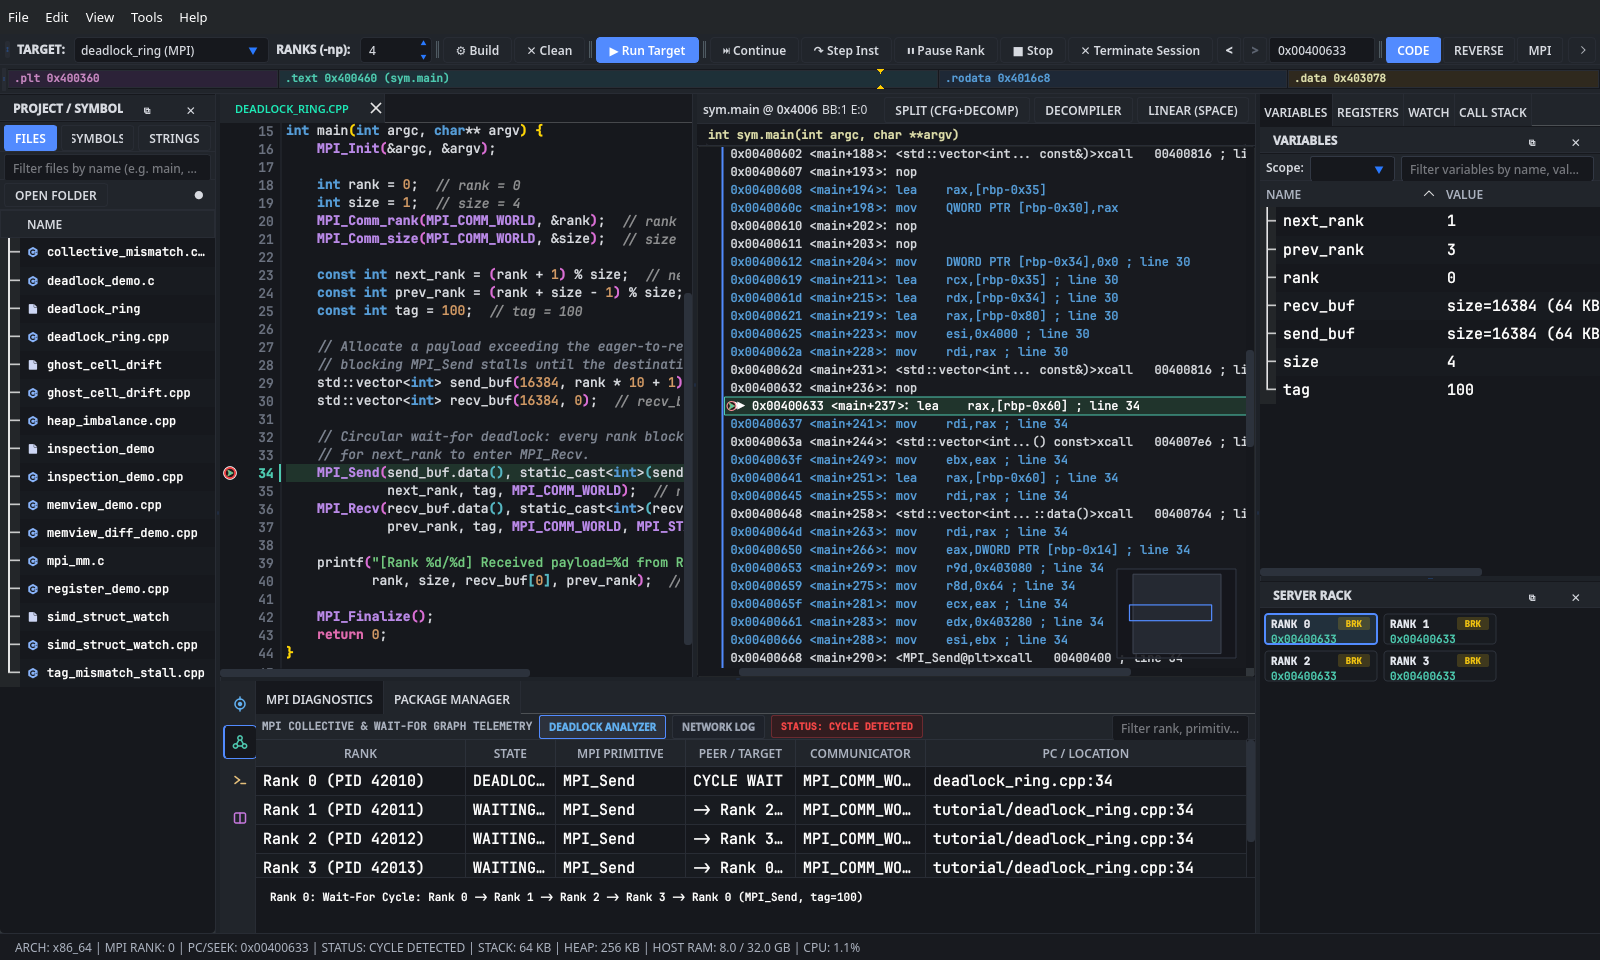 File Edit View Tools Help
TARGET: deadlock_ring (MPI) RANKS (-np): 4 Build Clean Run Target Continue Step Inst Pause Rank Stop Terminate Session < > 0x00400633 CODE REVERSE MPI
.plt 0x400360 .text 0x400460 (sym.main) .rodata 0x4016c8 .data 0x403078
PROJECT / SYMBOL
FILES SYMBOLS STRINGS
Filter files by name (e.g. main, ...
OPEN FOLDER
NAME
collective_mismatch.c...
deadlock_demo.c
deadlock_ring
deadlock_ring.cpp
ghost_cell_drift
ghost_cell_drift.cpp
heap_imbalance.cpp
inspection_demo
inspection_demo.cpp
memview_demo.cpp
memview_diff_demo.cpp
mpi_mm.c
register_demo.cpp
simd_struct_watch
simd_struct_watch.cpp
tag_mismatch_stall.cpp
DEADLOCK_RING.CPP
15 int main(int argc, char** argv) {
16 MPI_Init(&argc, &argv);
17
18 int rank = 0; // rank = 0
19 int size = 1; // size = 4
20 MPI_Comm_rank(MPI_COMM_WORLD, &rank); // rank
21 MPI_Comm_size(MPI_COMM_WORLD, &size); // size
22
23 const int next_rank = (rank + 1) % size; // ne
24 const int prev_rank = (rank + size - 1) % size;
25 const int tag = 100; // tag = 100
26
27 // Allocate a payload exceeding the eager-to-re
28 // blocking MPI_Send stalls until the destinati
29 std::vector<int> send_buf(16384, rank * 10 + 1)
30 std::vector<int> recv_buf(16384, 0); // recv_b
31
32 // Circular wait-for deadlock: every rank block
33 // for next_rank to enter MPI_Recv.
34 MPI_Send(send_buf.data(), static_cast<int>(send
35 next_rank, tag, MPI_COMM_WORLD); // r
36 MPI_Recv(recv_buf.data(), static_cast<int>(recv
37 prev_rank, tag, MPI_COMM_WORLD, MPI_ST
38
39 printf("[Rank %d/%d] Received payload=%d from R
40 rank, size, recv_buf[0], prev_rank); //
41
42 MPI_Finalize();
43 return 0;
44 }
sym.main @ 0x4006 BB:1 E:0 SPLIT (CFG+DECOMP) DECOMPILER LINEAR (SPACE)
int sym.main(int argc, char **argv)
0x00400602 <main+188>: <std::vector<int... const&)>xcall 00400816 ; li
0x00400607 <main+193>: nop
0x00400608 <main+194>: lea rax,[rbp-0x35]
0x0040060c <main+198>: mov QWORD PTR [rbp-0x30],rax
0x00400610 <main+202>: nop
0x00400611 <main+203>: nop
0x00400612 <main+204>: mov DWORD PTR [rbp-0x34],0x0 ; line 30
0x00400619 <main+211>: lea rcx,[rbp-0x35] ; line 30
0x0040061d <main+215>: lea rdx,[rbp-0x34] ; line 30
0x00400621 <main+219>: lea rax,[rbp-0x80] ; line 30
0x00400625 <main+223>: mov esi,0x4000 ; line 30
0x0040062a <main+228>: mov rdi,rax ; line 30
0x0040062d <main+231>: <std::vector<int... const&)>xcall 00400816 ; li
0x00400632 <main+236>: nop
0x00400633 <main+237>: lea rax,[rbp-0x60] ; line 34
0x00400637 <main+241>: mov rdi,rax ; line 34
0x0040063a <main+244>: <std::vector<int...() const>xcall 004007e6 ; li
0x0040063f <main+249>: mov ebx,eax ; line 34
0x00400641 <main+251>: lea rax,[rbp-0x60] ; line 34
0x00400645 <main+255>: mov rdi,rax ; line 34
0x00400648 <main+258>: <std::vector<int...::data()>xcall 00400764 ; li
0x0040064d <main+263>: mov rdi,rax ; line 34
0x00400650 <main+266>: mov eax,DWORD PTR [rbp-0x14] ; line 34
0x00400653 <main+269>: mov r9d,0x403080 ; line 34
0x00400659 <main+275>: mov r8d,0x64 ; line 34
0x0040065f <main+281>: mov ecx,eax ; line 34
0x00400661 <main+283>: mov edx,0x403280 ; line 34
0x00400666 <main+288>: mov esi,ebx ; line 34
0x00400668 <main+290>: <MPI_Send@plt>xcall 00400400 ; line 34
VARIABLES REGISTERS WATCH CALL STACK
VARIABLES
Scope: Filter variables by name, val...
NAME VALUE
next_rank 1
prev_rank 3
rank 0
recv_buf size=16384 (64 KB
send_buf size=16384 (64 KB
size 4
tag 100
SERVER RACK
RANK 0 BRK RANK 1 BRK
0x00400633 0x00400633
RANK 2 BRK RANK 3 BRK
0x00400633 0x00400633
MPI DIAGNOSTICS PACKAGE MANAGER
MPI COLLECTIVE & WAIT-FOR GRAPH TELEMETRY DEADLOCK ANALYZER NETWORK LOG STATUS: CYCLE DETECTED Filter rank, primitiv...
RANK STATE MPI PRIMITIVE PEER / TARGET COMMUNICATOR PC / LOCATION
Rank 0 (PID 42010) DEADLOC... MPI_Send CYCLE WAIT MPI_COMM_WO... deadlock_ring.cpp:34
Rank 1 (PID 42011) WAITING... MPI_Send → Rank 2... MPI_COMM_WO... tutorial/deadlock_ring.cpp:34
Rank 2 (PID 42012) WAITING... MPI_Send → Rank 3... MPI_COMM_WO... tutorial/deadlock_ring.cpp:34
Rank 3 (PID 42013) WAITING... MPI_Send → Rank 0... MPI_COMM_WO... tutorial/deadlock_ring.cpp:34
Rank 0: Wait-For Cycle: Rank 0 → Rank 1 → Rank 2 → Rank 3 → Rank 0 (MPI_Send, tag=100)
ARCH: x86_64 | MPI RANK: 0 | PC/SEEK: 0x00400633 | STATUS: CYCLE DETECTED | STACK: 64 KB | HEAP: 256 KB | HOST RAM: 8.0 / 32.0 GB | CPU: 1.1%